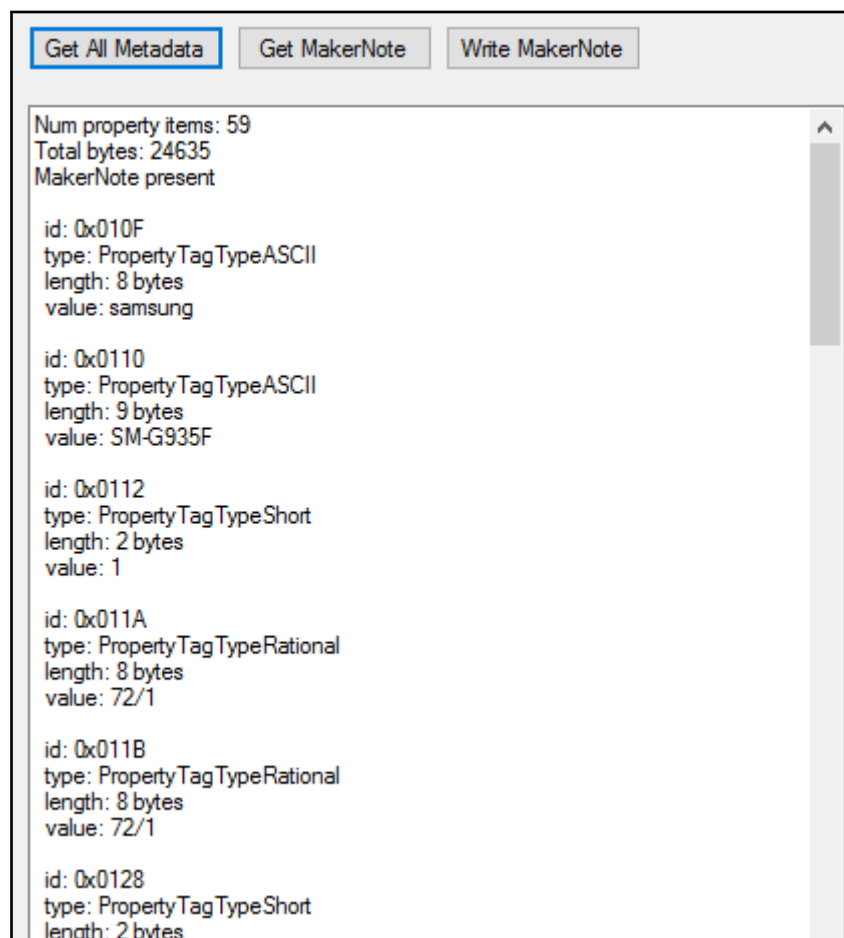 Get All Metadata Get MakerNote Write MakerNote
Num property items: 59
Total bytes: 24635
MakerNote present
id: 0x010F
type: PropertyTagTypeASCII
length: 8 bytes
value: samsung
id: 0x0110
type: PropertyTagTypeASCII
length: 9 bytes
value: SM-G935F
id: 0x0112
type: PropertyTagTypeShort
length: 2 bytes
value: 1
id: 0x011A
type: PropertyTagTypeRational
length: 8 bytes
value: 72/1
id: 0x011B
type: PropertyTagTypeRational
length: 8 bytes
value: 72/1
id: 0x0128
type: PropertyTagTypeShort
length: 2 bytes